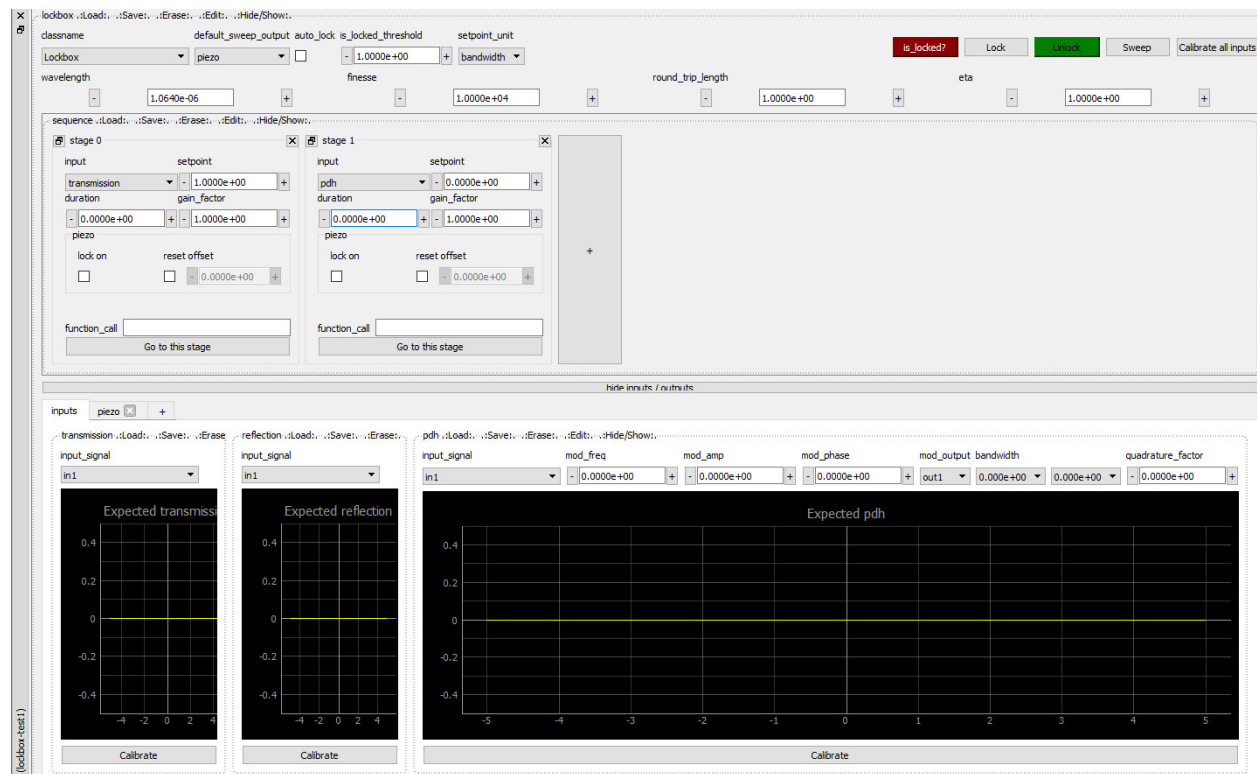 lockbox .:Load:. .:Save:. .:Erase:. .:Edit:. .:Hide/Show:.
classname default_sweep_output auto_lock is_locked_threshold setpoint_unit
Lockbox piezo - 1.0000e+00 + bandwidth is_locked? Lock Unlock Sweep Calibrate all inputs
wavelength finesse round_trip_length eta
- 1.0640e-06 + - 1.0000e+04 + - 1.0000e+00 + - 1.0000e+00 +
sequence .:Load:. .:Save:. .:Erase:. .:Edit:. .:Hide/Show:.
stage 0 stage 1
input setpoint input setpoint
transmission - 1.0000e+00 + pdh - 0.0000e+00 +
duration gain_factor duration gain_factor
- 0.0000e+00 + - 1.0000e+00 + - 0.0000e+00 + - 1.0000e+00 +
piezo piezo
lock on reset offset lock on reset offset
- 0.0000e+00 + - 0.0000e+00 +
+
function_call function_call
Go to this stage Go to this stage
hide inputs / outputs
inputs piezo +
transmission .:Load:. .:Save:. .:Erase reflection .:Load:. .:Save:. .:Erase:. pdh .:Load:. .:Save:. .:Erase:. .:Edit:. .:Hide/Show:.
input_signal input_signal input_signal mod_freq mod_amp mod_phase mod_output bandwidth quadrature_factor
in1 in1 in1 - 0.0000e+00 + - 0.0000e+00 + - 0.0000e+00 + out1 0.000e+00 0.000e+00 - 0.0000e+00 +
Expected transmissi Expected reflection Expected pdh
0.4 0.4 0.4
0.2 0.2 0.2
0 0 0
-0.2 -0.2 -0.2
-0.4 -0.4 -0.4
-4 -2 0 2 4 -4 -2 0 2 4 -5 -4 -3 -2 -1 0 1 2 3 4 5
Calibrate Calibrate Calibrate
(lockbox-test1)